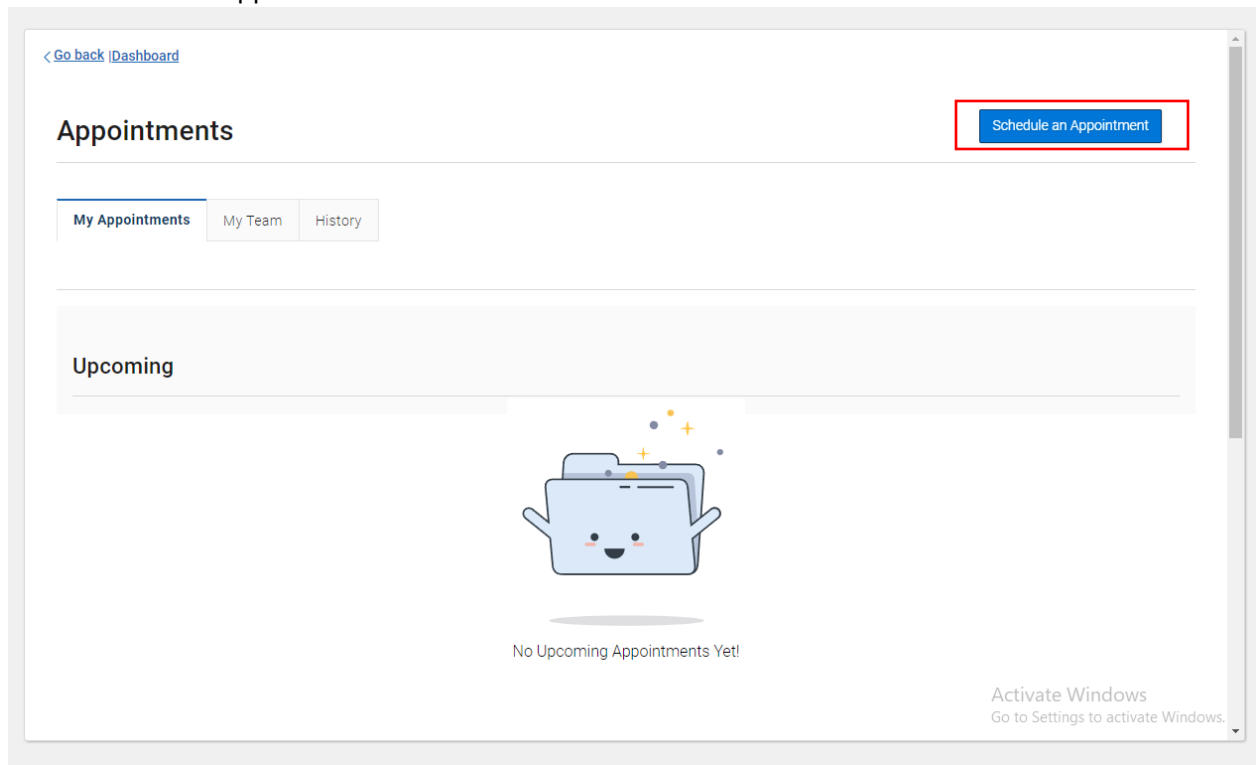 Go back |Dashboard
Appointments
Schedule an Appointment
My Appointments My Team History
Upcoming
No Upcoming Appointments Yet!
Activate Windows
Go to Settings to activate Windows.